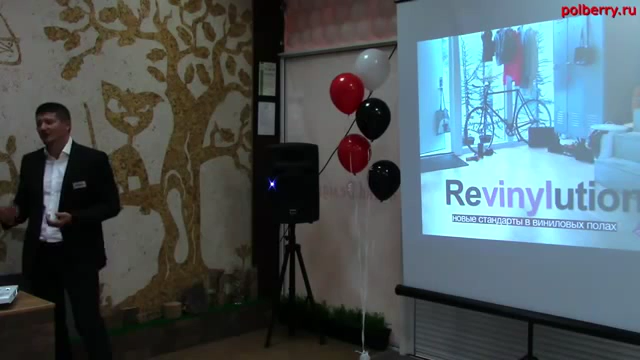 polberry.ru
Revinylution
новые стандарты в виниловых полах